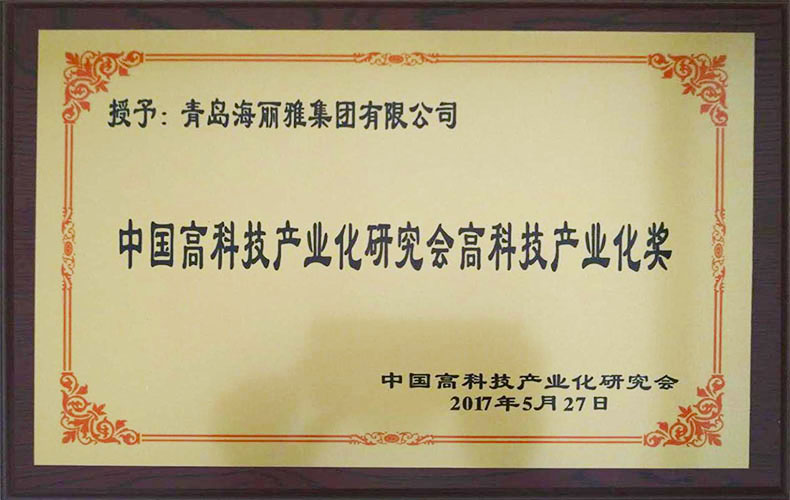 授予：青岛海丽雅集团有限公司
中国高科技产业化研究会高科技产业化奖
中国高科技产业化研究会
2017年5月27日